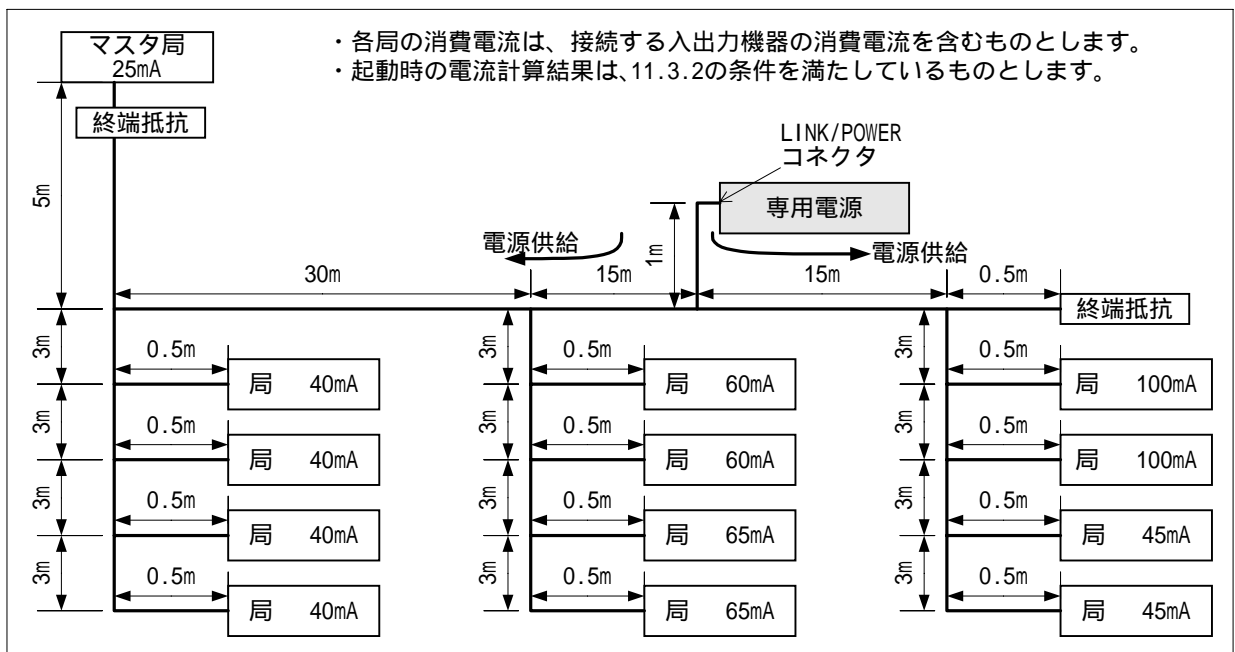 マスタ局
25mA
・各局の消費電流は、接続する入出力機器の消費電流を含むものとします。
・起動時の電流計算結果は、11.3.2の条件を満たしているものとします。
終端抵抗
LINK/POWER
コネクタ
専用電源
5m
1m
電源供給
電源供給
30m
15m
15m
0.5m
終端抵抗
3m
0.5m
局 40mA
3m
0.5m
局 60mA
3m
0.5m
局 100mA
3m
0.5m
局 40mA
3m
0.5m
局 60mA
3m
0.5m
局 100mA
3m
0.5m
局 40mA
3m
0.5m
局 65mA
3m
0.5m
局 45mA
3m
0.5m
局 40mA
3m
0.5m
局 65mA
3m
0.5m
局 45mA